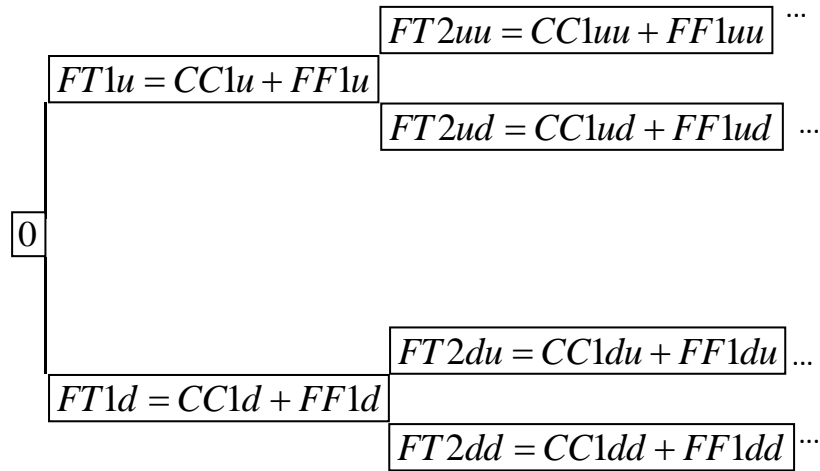 FT2uu = CC1uu + FF1uu ...
FT1u = CC1u + FF1u
FT2ud = CC1ud + FF1ud ...
0
FT2du = CC1du + FF1du ...
FT1d = CC1d + FF1d
FT2dd = CC1dd + FF1dd ...